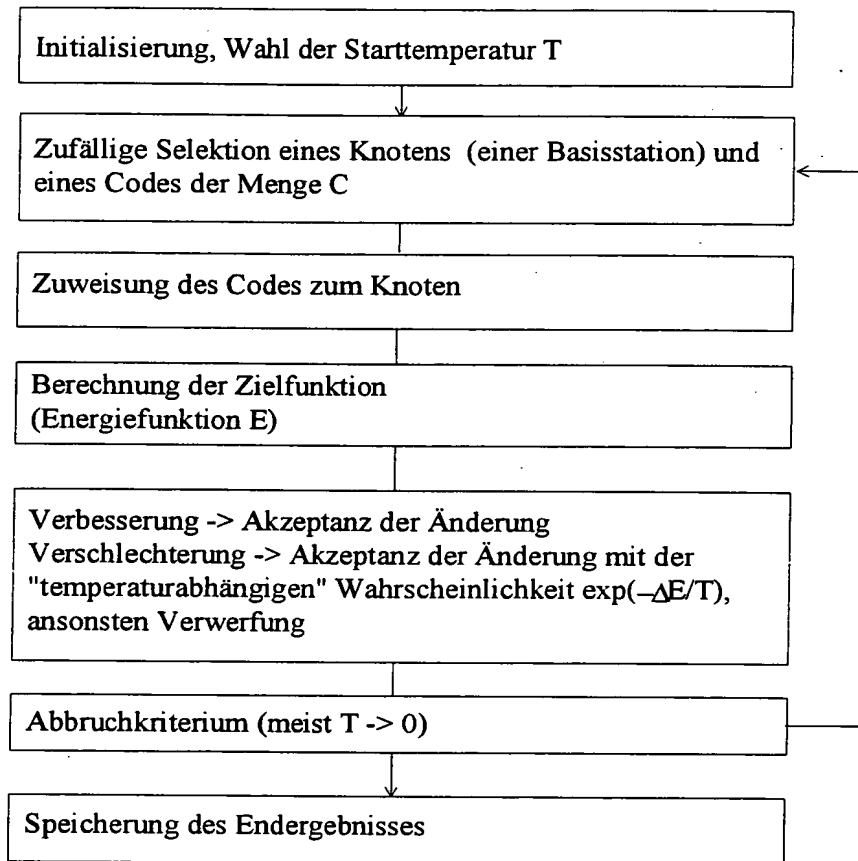 Initialisierung, Wahl der Starttemperatur T
Zufällige Selektion eines Knotens (einer Basisstation) und
eines Codes der Menge C
Zuweisung des Codes zum Knoten
Berechnung der Zielfunktion
(Energiefunktion E)
Verbesserung -> Akzeptanz der Änderung
Verschlechterung -> Akzeptanz der Änderung mit der
"temperaturabhängigen" Wahrscheinlichkeit exp(–ΔE/T),
ansonsten Verwerfung
Abbruchkriterium (meist T -> 0)
Speicherung des Endergebnisses